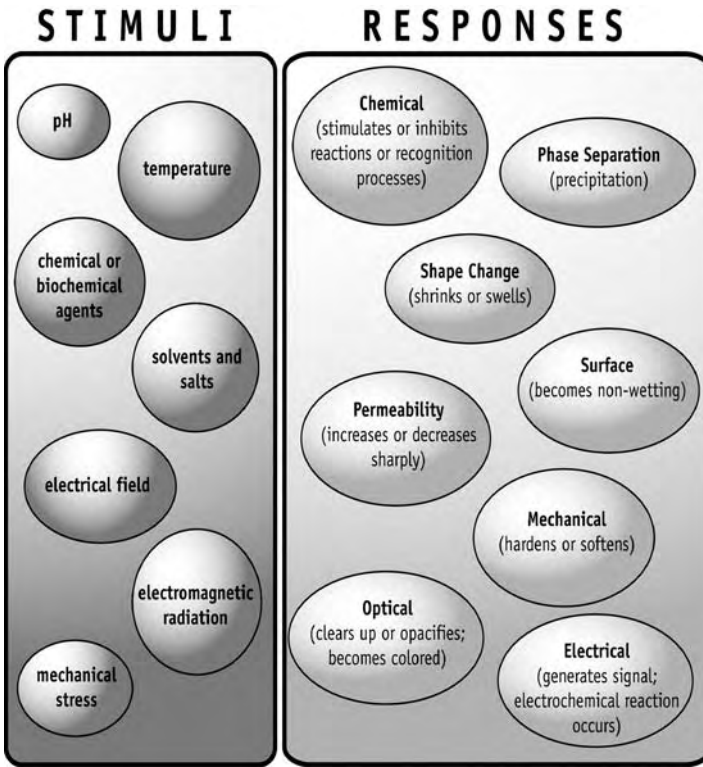 STIMULI
pH
temperature
chemical or
biochemical
agents
solvents and
salts
electrical field
electromagnetic
radiation
mechanical
stress
RESPONSES
Chemical
(stimulates or inhibits
reactions or recognition
processes)
Phase Separation
(precipitation)
Shape Change
(shrinks or swells)
Surface
(becomes non-wetting)
Permeability
(increases or decreases
sharply)
Mechanical
(hardens or softens)
Optical
(clears up or opacifies;
becomes colored)
Electrical
(generates signal;
electrochemical reaction
occurs)